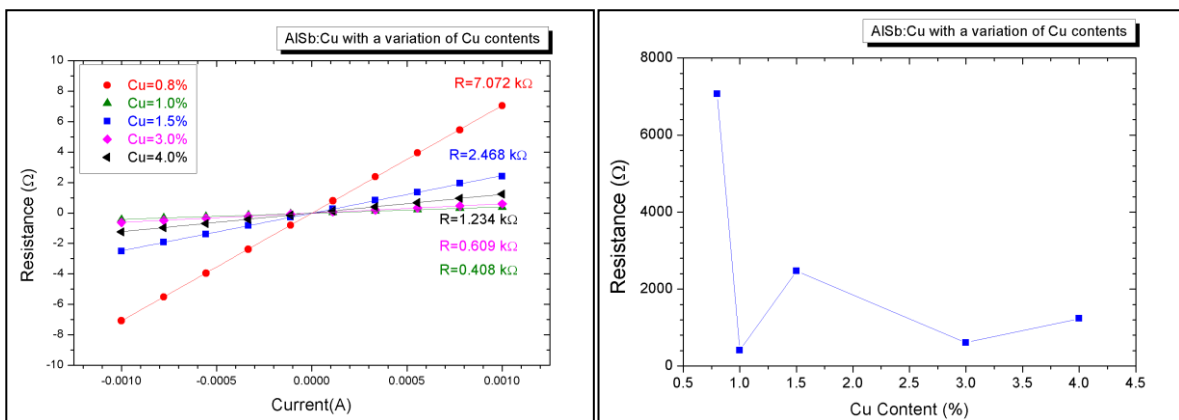 AlSb:Cu with a variation of Cu contents
Cu=0.8%
Cu=1.0%
Cu=1.5%
Cu=3.0%
Cu=4.0%
R=7.072 kΩ
R=2.468 kΩ
R=1.234 kΩ
R=0.609 kΩ
R=0.408 kΩ
Resistance (Ω)
10
8
6
4
2
0
-2
-4
-6
-8
-10
-0.0010
-0.0005
0.0000
0.0005
0.0010
Current(A)
AlSb:Cu with a variation of Cu contents
Resistance (Ω)
8000
6000
4000
2000
0
0.5
1.0
1.5
2.0
2.5
3.0
3.5
4.0
4.5
Cu Content (%)